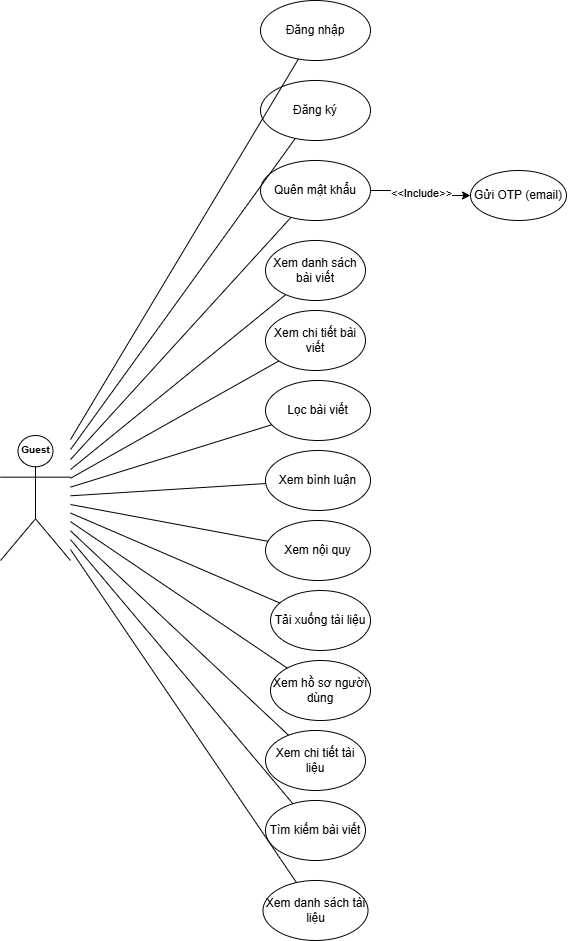 Đăng nhập
Đăng ký
Quên mật khẩu
<<Include>>
Gửi OTP (email)
Xem danh sách
bài viết
Xem chi tiết bài
viết
Lọc bài viết
Guest
Xem bình luận
Xem nội quy
Tải xuống tài liệu
Xem hồ sơ người
dùng
Xem chi tiết tài
liệu
Tìm kiếm bài viết
Xem danh sách tài
liệu